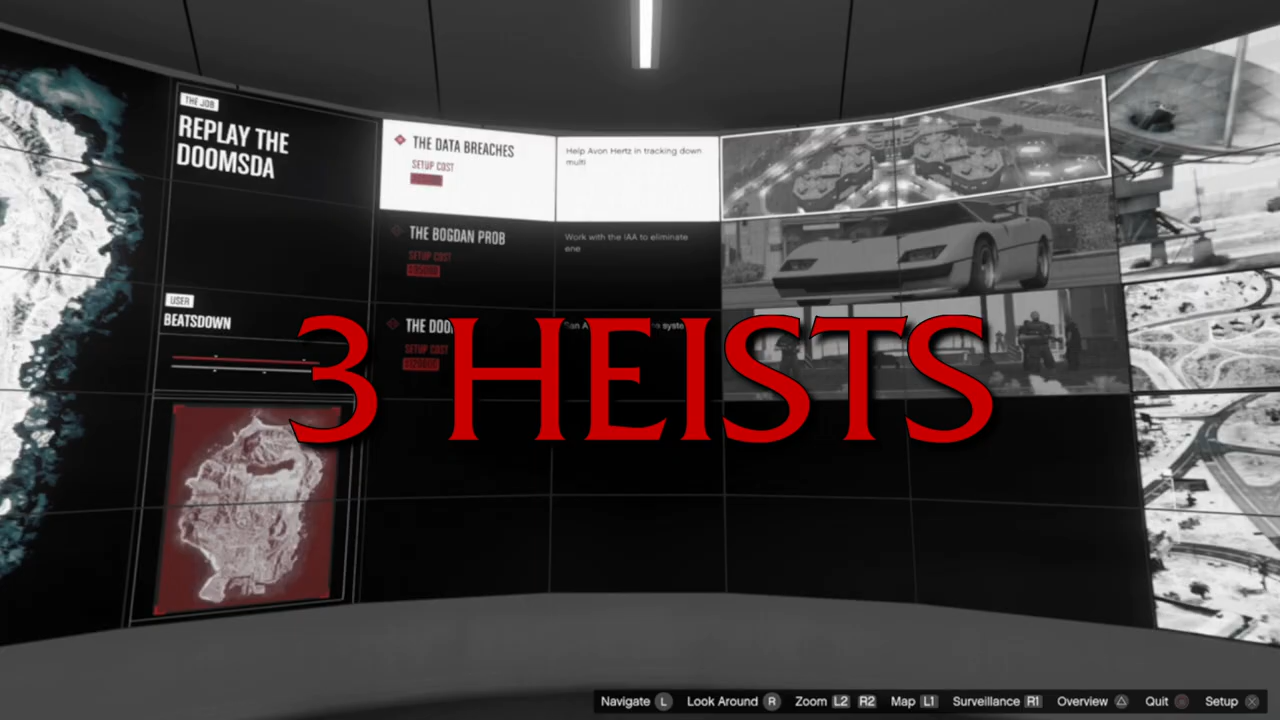 THE JOB
REPLAY THE
DOOMSDA
USER
BEATSDOWN
THE DATA BREACHES
SETUP COST
Help Avon Hertz in tracking down
multi
THE BOGDAN PROB
SETUP COST
Work with the IAA to eliminate
ene
THE DOO
SETUP COST
syste
3 HEISTS
Navigate L Look Around R Zoom L2 R2 Map L1 Surveillance R1 Overview Quit Setup